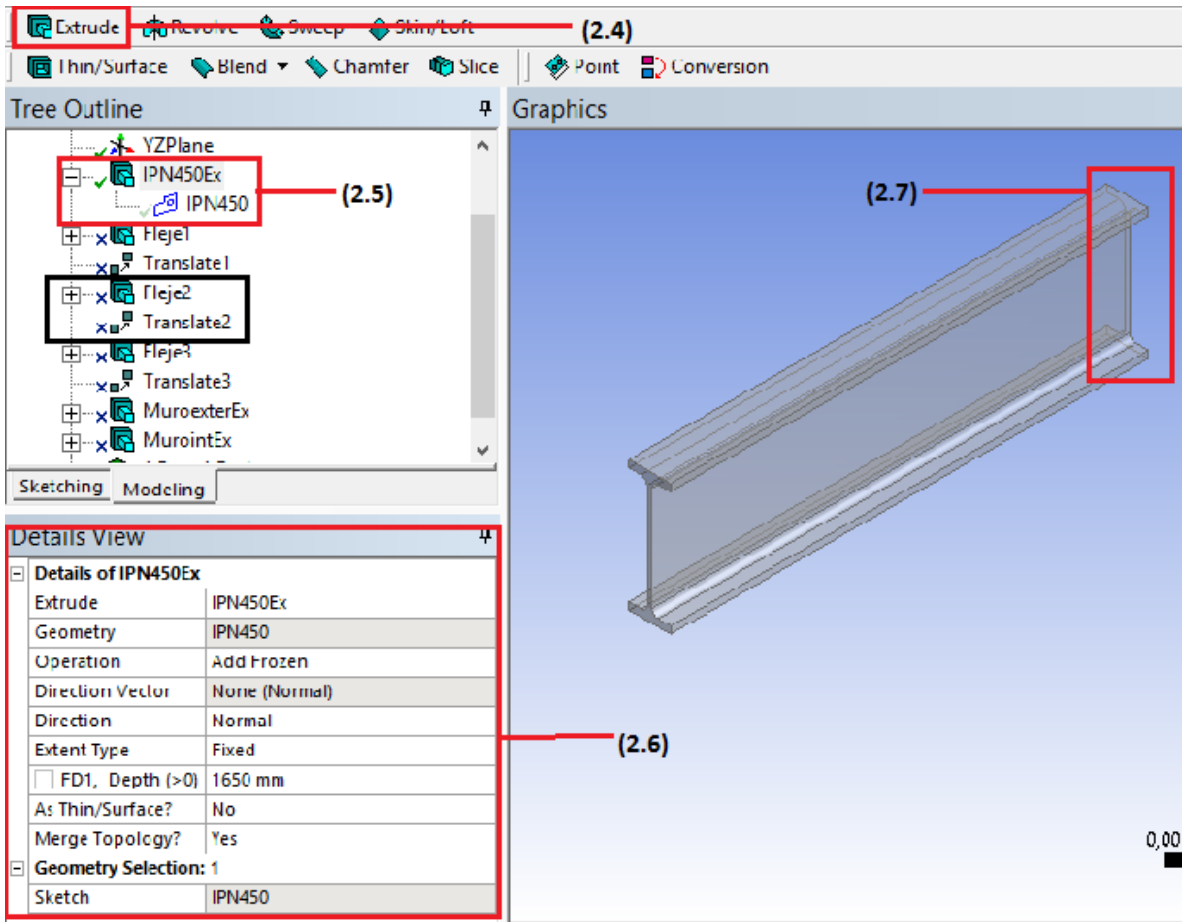 Extrude Revolve Sweep Skin/Loft (2.4)
Thin/Surface Blend Chamfer Slice Point Conversion
Tree Outline
Graphics
YZPlane
IPN450Ex
IPN450
(2.5)
(2.7)
Fleje1
Translate1
Fleje2
Translate2
Fleje3
Translate3
MuroexterEx
MurointEx
Sketching Modeling
Details View
Details of IPN450Ex
Extrude IPN450Ex
Geometry IPN450
Operation Add Frozen
Direction Vector None (Normal)
Direction Normal
Extent Type Fixed
(2.6)
FD1, Depth (>0) 1650 mm
As Thin/Surface? No
Merge Topology? Yes
Geometry Selection: 1
Sketch IPN450
0,00